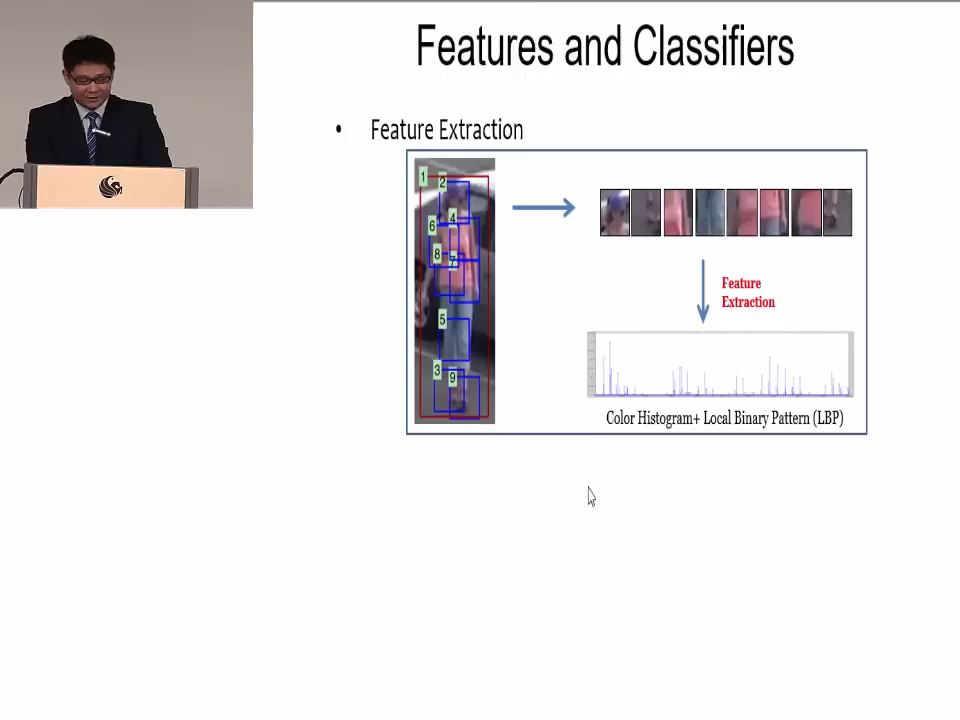 Features and Classifiers
• Feature Extraction
1
2
4
6
8
7
5
3
9
Feature
Extraction
Color Histogram+ Local Binary Pattern (LBP)